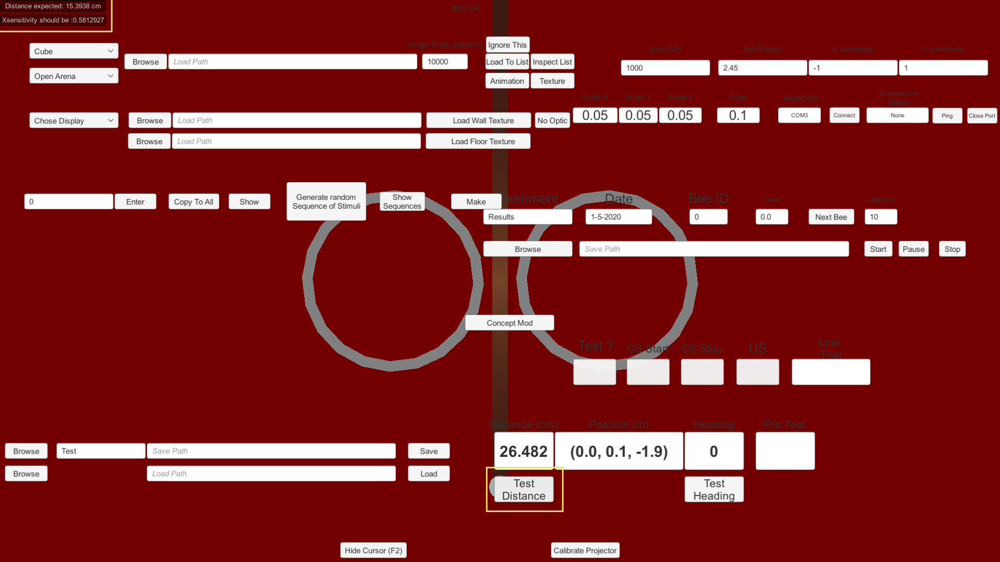 Distance expected: 15.3938 cm
Xsensitivity should be :0.5812927
BEE VR
Cube
Browse
Load Path
Image Scale (pixel/m)
10000
Ignore This
Load To List
Inspect List
Animation
Texture
Open Arena
Mice DPI
Ball Radius
X sensitivity
Y sensitivity
1000
2.45
-1
1
Scale X
Scale Y
Scale Z
Edge
Serial Port
Connection
Status
0.05
0.05
0.05
0.1
COM3
Connect
None
Ping
Close Port
Chose Display
Browse
Load Path
Load Wall Texture
No Optic
Browse
Load Path
Load Floor Texture
0
Enter
Copy To All
Show
Generate random
Sequence of Stimuli
Show
Sequences
Make
xeriment
Date
Bee ID
Time
Latency
Results
1-5-2020
0
0.0
Next Bee
10
Browse
Save Path
Start
Pause
Stop
Concept Mod
Test ?
CS Start
CS Stop
US
Line:
Trial
Distance (cm)
Position (m)
Heading
Pre Test
26.482
(0.0, 0.1, -1.9)
0
Test
Distance
Test
Heading
Browse
Test
Save Path
Save
Browse
Load Path
Load
Hide Cursor (F2)
Calibrate Projector